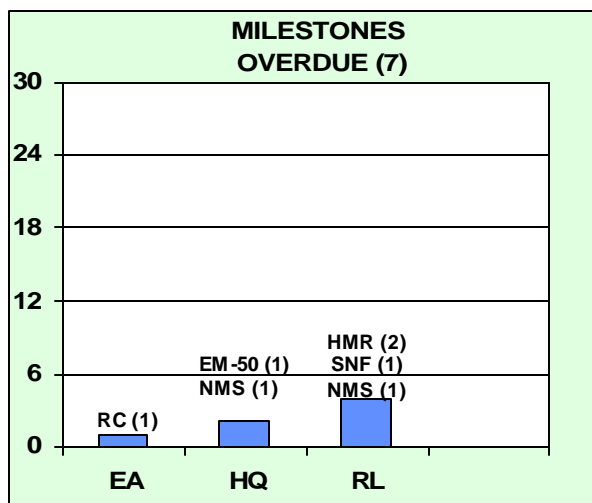 MILESTONES
OVERDUE (7)
30
24
18
12
6
0
HMR (2)
EM-50 (1)
SNF (1)
NMS (1)
NMS (1)
RC (1)
EA
HQ
RL